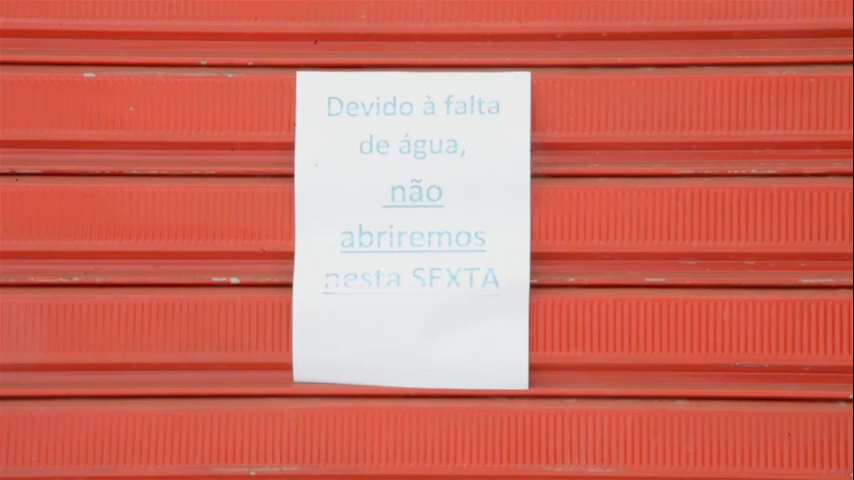 Devido à falta
de água,
não
abriremos
nesta SEXTA